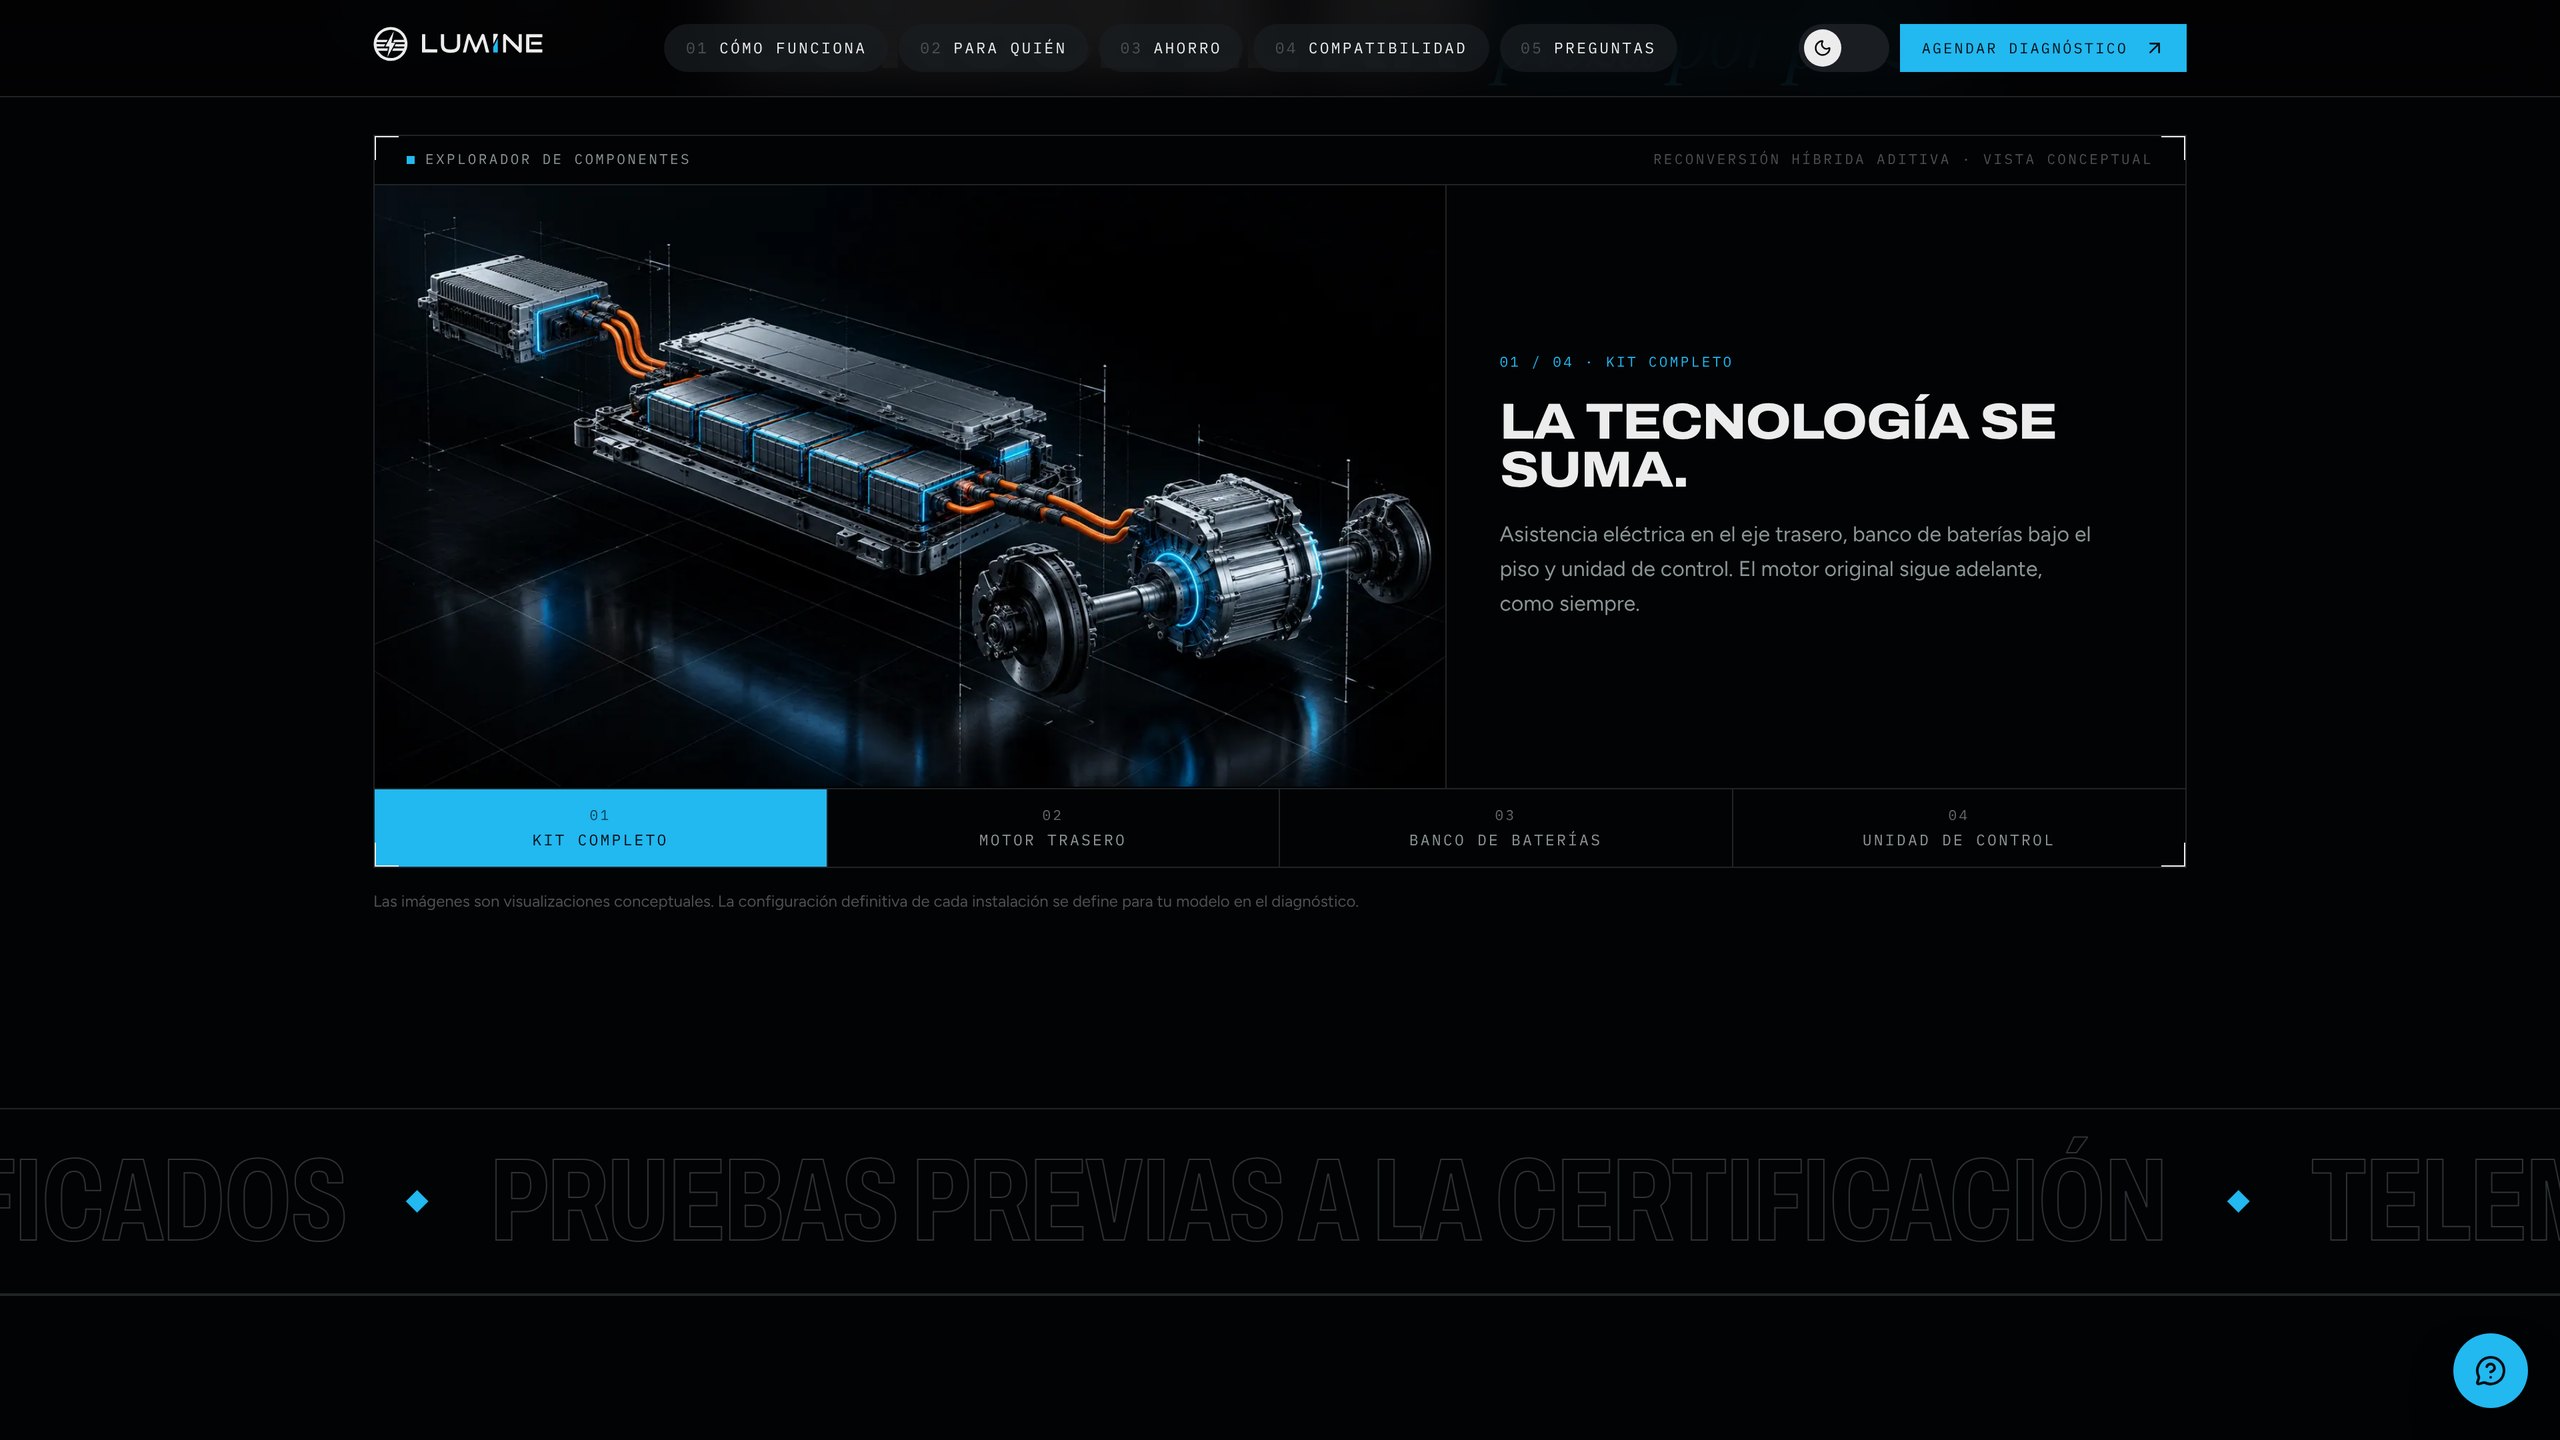 LUMINE
01 CÓMO FUNCIONA
02 PARA QUIÉN
03 AHORRO
04 COMPATIBILIDAD
05 PREGUNTAS
AGENDAR DIAGNÓSTICO
EXPLORADOR DE COMPONENTES
RECONVERSIÓN HÍBRIDA ADITIVA · VISTA CONCEPTUAL
01 / 04 · KIT COMPLETO
LA TECNOLOGÍA SE
SUMA.
Asistencia eléctrica en el eje trasero, banco de baterías bajo el
piso y unidad de control. El motor original sigue adelante,
como siempre.
01
KIT COMPLETO
02
MOTOR TRASERO
03
BANCO DE BATERÍAS
04
UNIDAD DE CONTROL
Las imágenes son visualizaciones conceptuales. La configuración definitiva de cada instalación se define para tu modelo en el diagnóstico.
FICADOS ◆ PRUEBAS PREVIAS A LA CERTIFICACIÓN ◆ TELEM